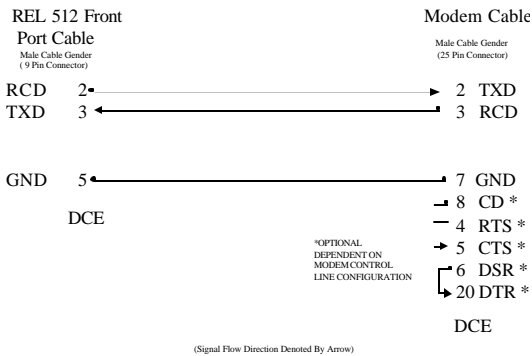 REL 512 Front
Port Cable
Male Cable Gender
( 9 Pin Connector)
Modem Cable
Male Cable Gender
(25 Pin Connector)
RCD 2 2 TXD
TXD 3 3 RCD
GND 5 7 GND
8 CD *
DCE
4 RTS *
*OPTIONAL
DEPENDENT ON
MODEM CONTROL
LINE CONFIGURATION
5 CTS *
6 DSR *
20 DTR *
DCE
(Signal Flow Direction Denoted By Arrow)